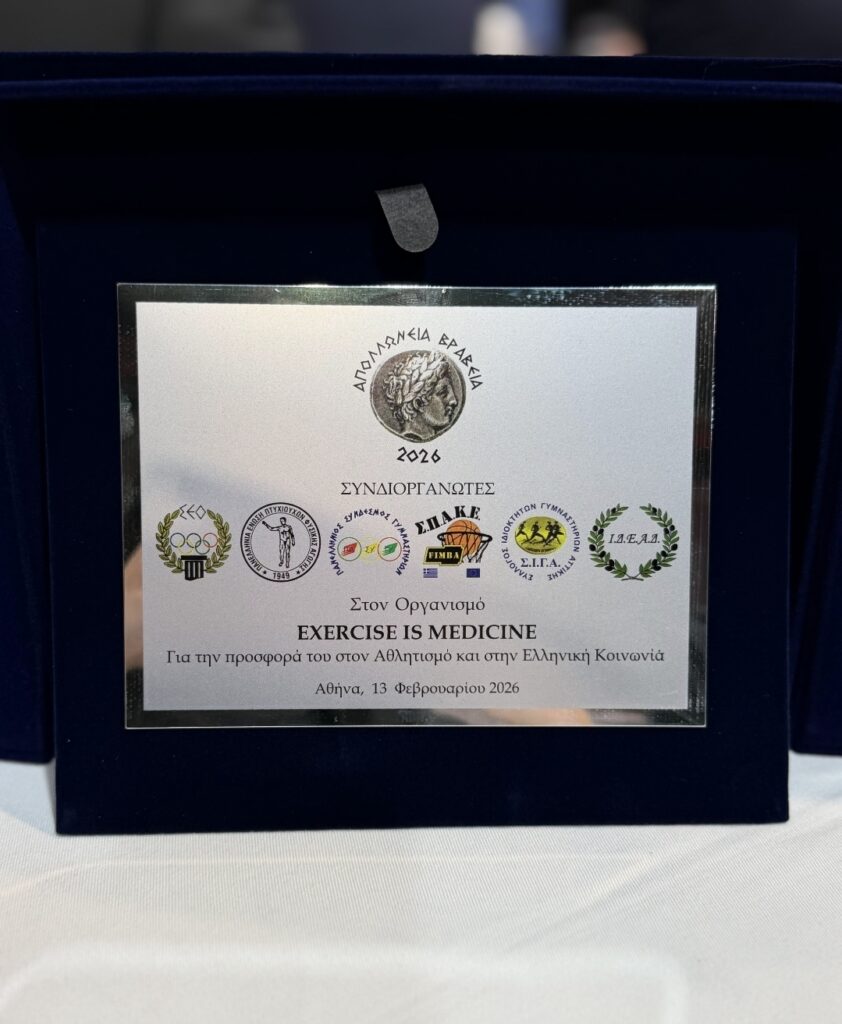 ΑΠΟΛΛΩΝΕΙΑ ΒΡΑΒΕΙΑ
2026
ΣΥΝΔΙΟΡΓΑΝΩΤΕΣ
ΣΕΟ
ΠΑΝΕΛΛΗΝΙΑ ΕΝΩΣΗ ΠΤΥΧΙΟΥΧΩΝ ΦΥΣΙΚΗΣ ΑΓΩΓΗΣ
1949
ΠΑΝΕΛΛΗΝΙΟΣ ΣΥΝΔΕΣΜΟΣ ΓΥΜΝΑΣΤΗΡΙΩΝ
Σ.Π.Α.Κ.Ε.
FIMBA
ΣΥΛΛΟΓΟΣ ΙΔΙΟΚΤΗΤΩΝ ΓΥΜΝΑΣΤΗΡΙΩΝ ΑΤΤΙΚΗΣ
Σ.Ι.Γ.Α.
Ι.Δ.Ε.Α.Δ.
Στον Οργανισμό
EXERCISE IS MEDICINE
Για την προσφορά του στον Αθλητισμό και στην Ελληνική Κοινωνία
Αθήνα, 13 Φεβρουαρίου 2026